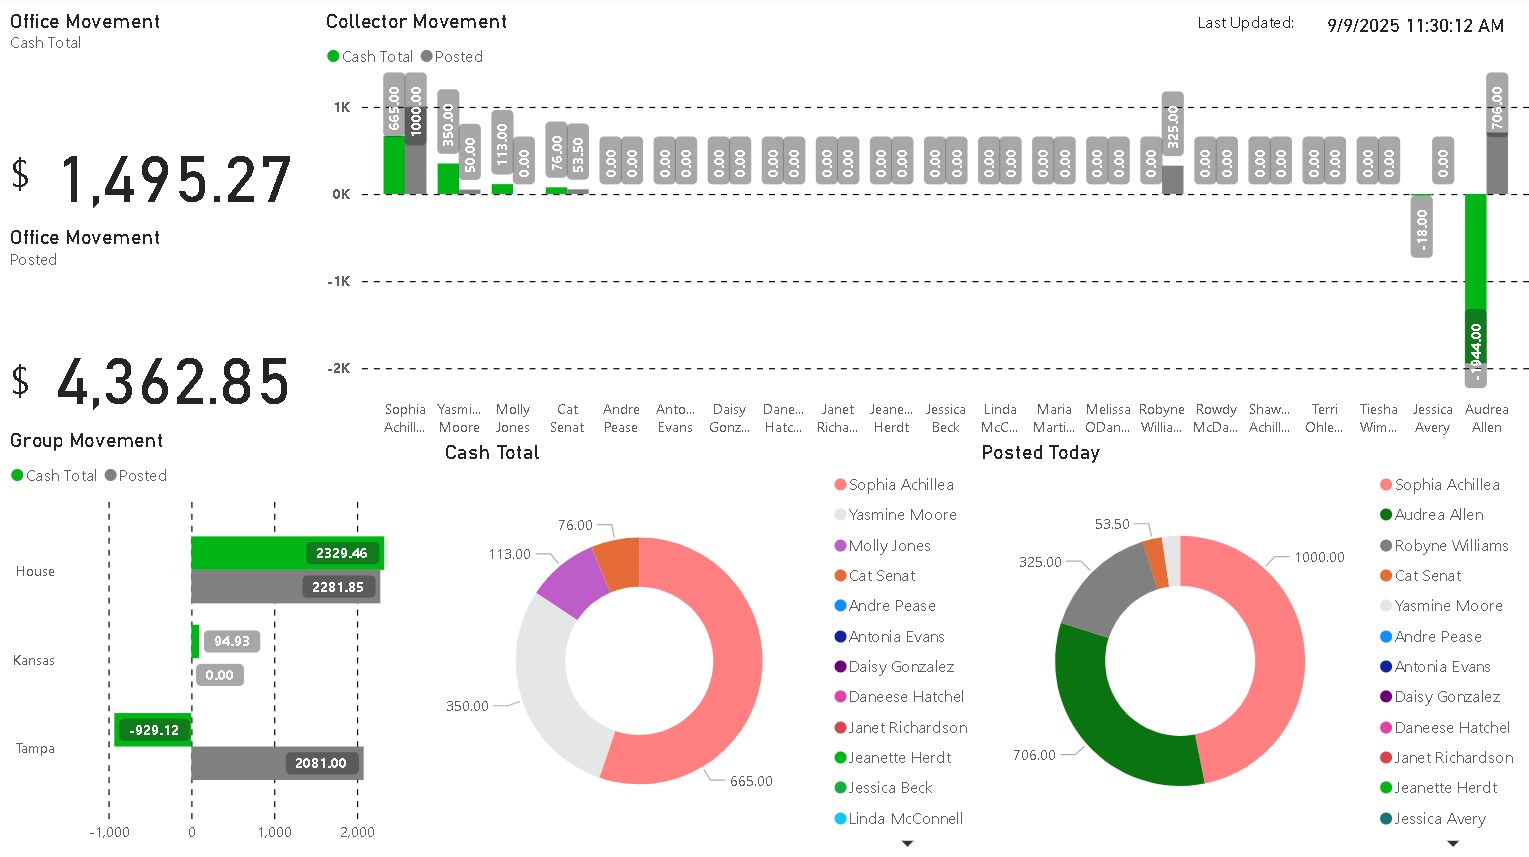 Office Movement
Cash Total
$ 1,495.27
Office Movement
Posted
$ 4,362.85
Collector Movement
Last Updated: 9/9/2025 11:30:12 AM
Cash Total Posted
1K
0K
-1K
-2K
665.00 1000.00 350.00 50.00 113.00 0.00 76.00 53.50 0.00 0.00 0.00 0.00 0.00 0.00 0.00 0.00 0.00 0.00 0.00 0.00 0.00 0.00 0.00 0.00 0.00 0.00 0.00 0.00 0.00 325.00 0.00 0.00 0.00 0.00 0.00 0.00 0.00 0.00 -18.00 0.00 -1944.00 706.00
Sophia Achill...
Yasmi... Moore
Molly Jones
Cat Senat
Andre Pease
Anto... Evans
Daisy Gonz...
Dane... Hatc...
Janet Richa...
Jeane... Herdt
Jessica Beck
Linda McC...
Maria Marti...
Melissa ODan...
Robyne Willia...
Rowdy McDa...
Shaw... Achill...
Terri Ohle...
Tiesha Wim...
Jessica Avery
Audrea Allen
Group Movement
Cash Total Posted
House
2329.46
2281.85
Kansas
94.93
0.00
Tampa
-929.12
2081.00
-1,000 0 1,000 2,000
Cash Total
76.00
113.00
350.00
665.00
Sophia Achillea
Yasmine Moore
Molly Jones
Cat Senat
Andre Pease
Antonia Evans
Daisy Gonzalez
Daneese Hatchel
Janet Richardson
Jeanette Herdt
Jessica Beck
Linda McConnell
Posted Today
53.50
325.00
1000.00
706.00
Sophia Achillea
Audrea Allen
Robyne Williams
Cat Senat
Yasmine Moore
Andre Pease
Antonia Evans
Daisy Gonzalez
Daneese Hatchel
Janet Richardson
Jeanette Herdt
Jessica Avery